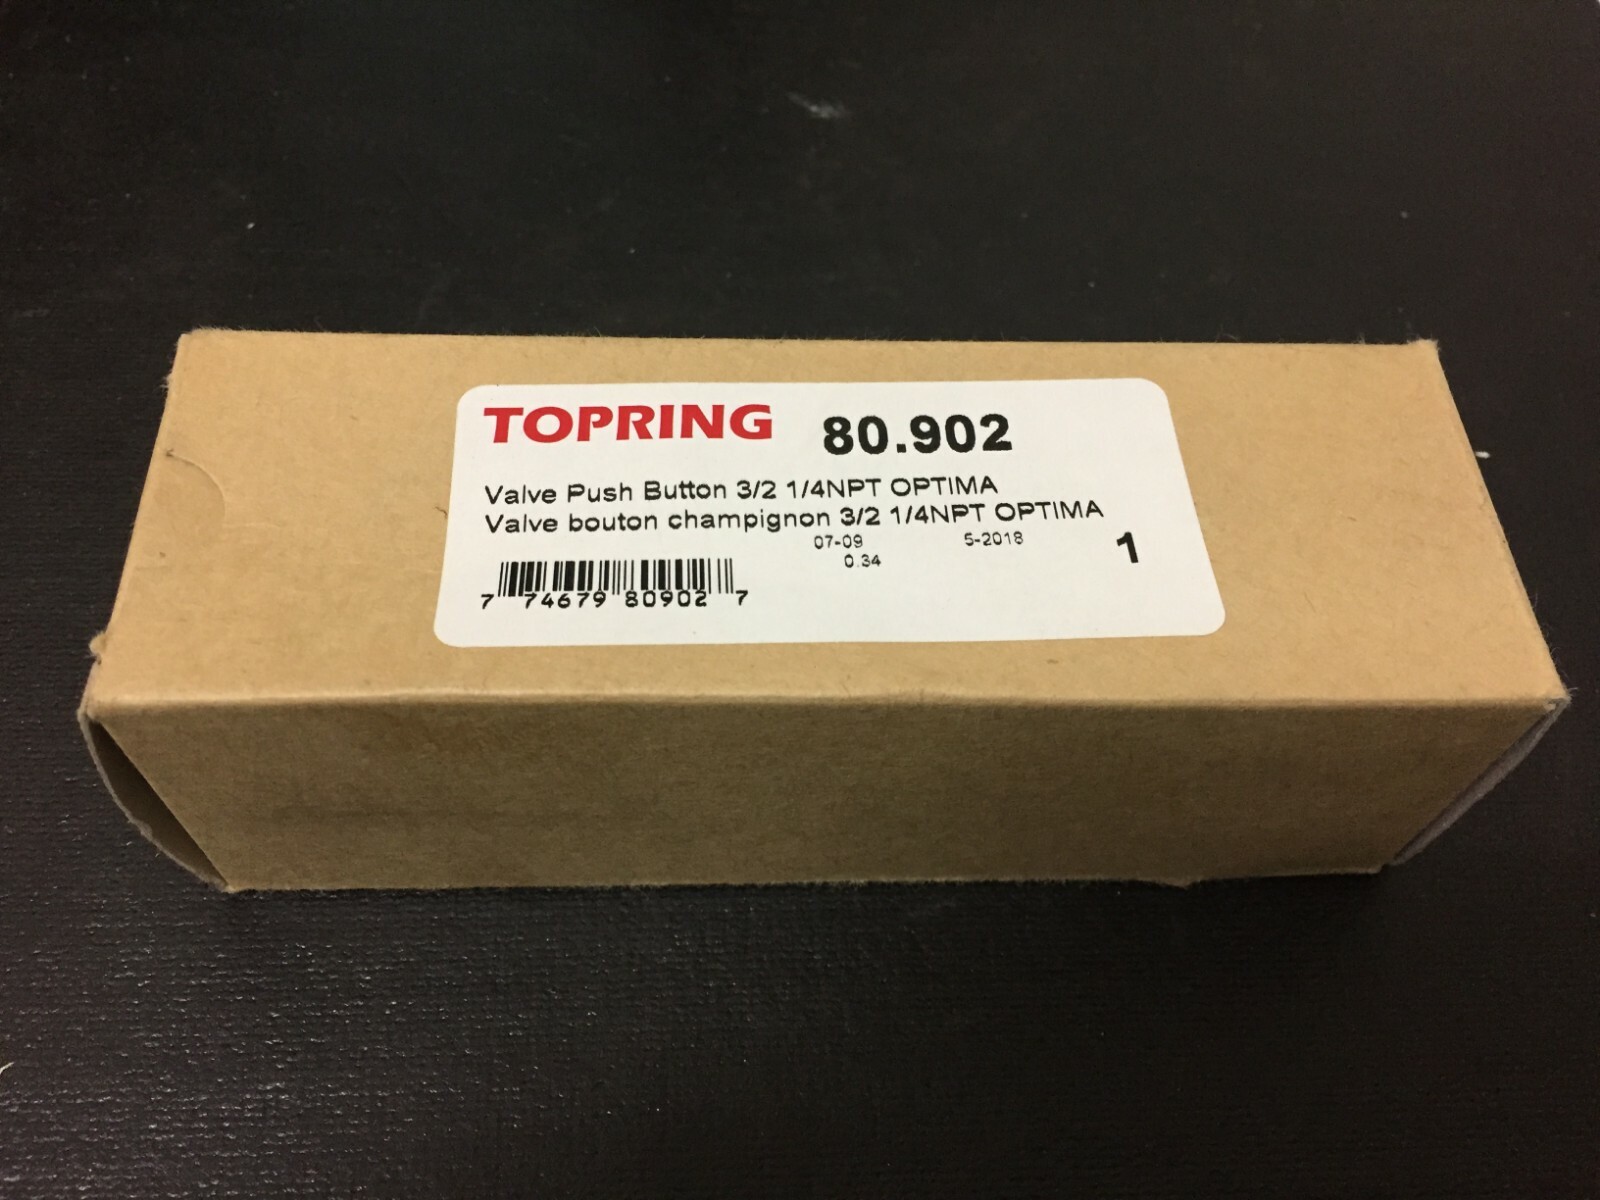 TOPRING 80.902
Valve Push Button 3/2 1/4NPT OPTIMA
Valve bouton champignon 3/2 1/4NPT OPTIMA
07-09 5-2018
0.34 1
7 74679 80902 7